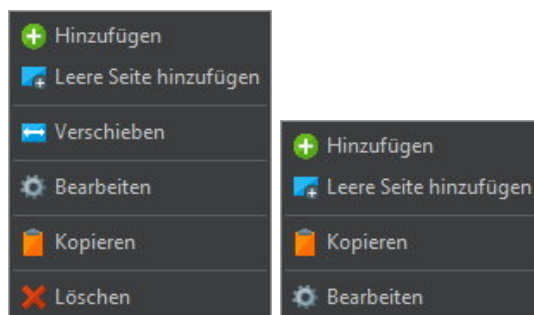 Hinzufügen
Leere Seite hinzufügen
Verschieben
Bearbeiten
Kopieren
Löschen
Hinzufügen
Leere Seite hinzufügen
Kopieren
Bearbeiten